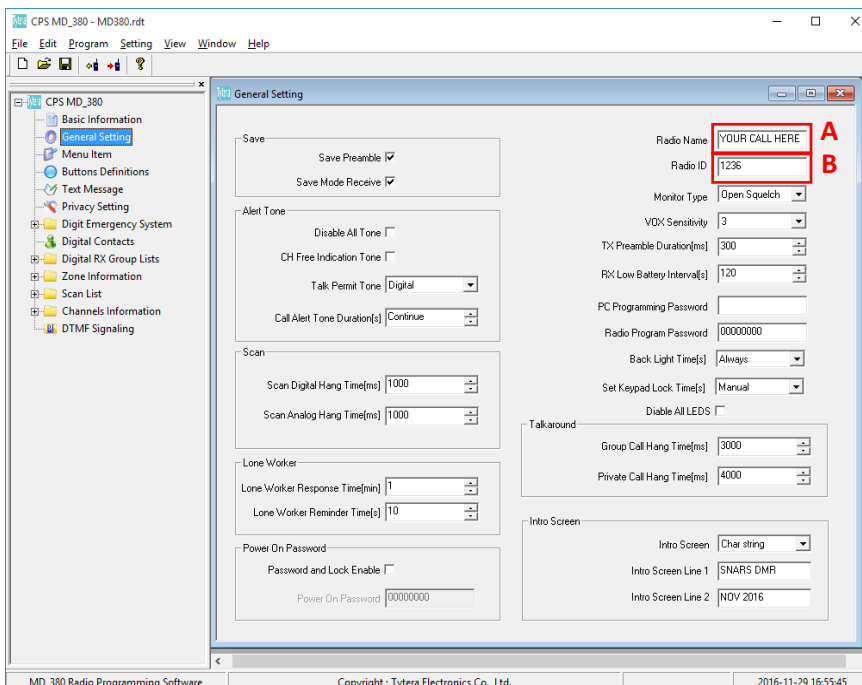 CPS MD_380 - MD380.rdt
File Edit Program Setting View Window Help
CPS MD_380
Basic Information
General Setting
Menu Item
Buttons Definitions
Text Message
Privacy Setting
Digit Emergency System
Digital Contacts
Digital RX Group Lists
Zone Information
Scan List
Channels Information
DTMF Signaling
General Setting
Save
Save Preamble
Save Mode Receive
Alert Tone
Disable All Tone
CH Free Indication Tone
Talk Permit Tone Digital
Call Alert Tone Duration[s] Continue
Scan
Scan Digital Hang Time[ms] 1000
Scan Analog Hang Time[ms] 1000
Lone Worker
Lone Worker Response Time[min] 1
Lone Worker Reminder Time[s] 10
Power On Password
Password and Lock Enable
Power On Password 00000000
Radio Name YOUR CALL HERE A
Radio ID 1236 B
Monitor Type Open Squelch
VOX Sensitivity 3
TX Preamble Duration[ms] 300
RX Low Battery Interval[s] 120
PC Programming Password
Radio Program Password 00000000
Back Light Time[s] Always
Set Keypad Lock Time[s] Manual
Diable All LEDS
Talkaround
Group Call Hang Time[ms] 3000
Private Call Hang Time[ms] 4000
Intro Screen
Intro Screen Char string
Intro Screen Line 1 SNARS DMR
Intro Screen Line 2 NOV 2016
MD_380 Radio Programming Software Copyright : Tytera Electronics Co., Ltd. 2016-11-29 16:55:45